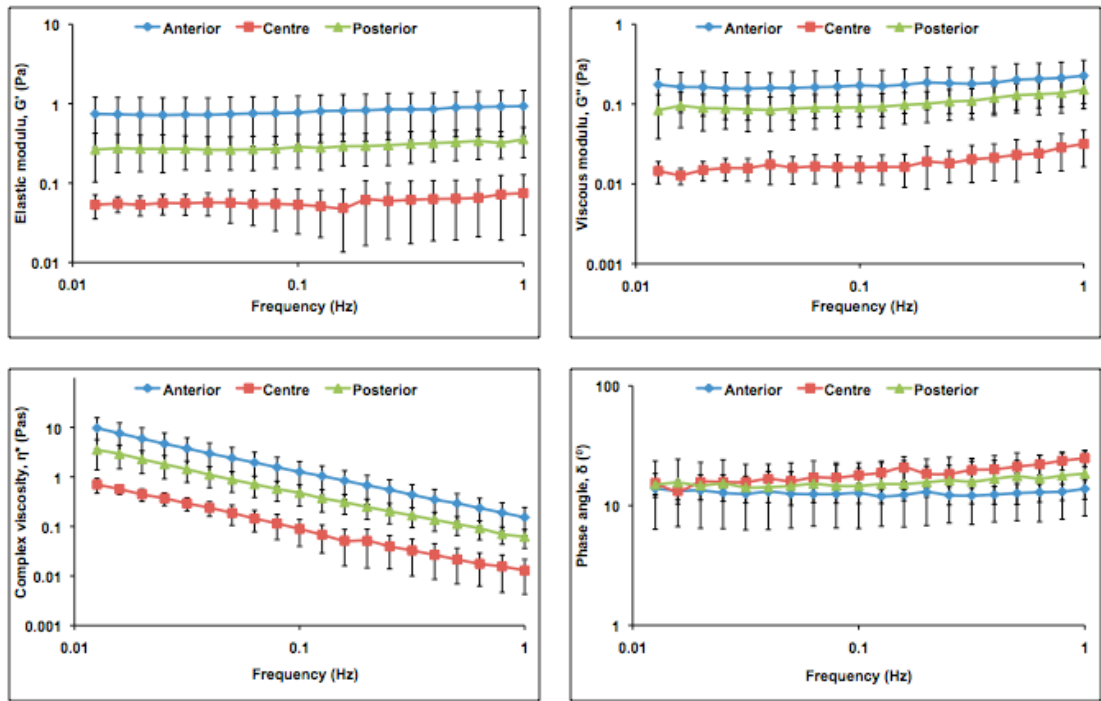 Anterior Centre Posterior
10
1
0.1
0.01
0.01 0.1 1
Elastic modulu, G' (Pa)
Frequency (Hz)
Anterior Centre Posterior
1
0.1
0.01
0.001
0.01 0.1 1
Viscous modulu, G" (Pa)
Frequency (Hz)
Anterior Centre Posterior
10
1
0.1
0.01
0.001
0.01 0.1 1
Complex viscosity, η* (Pas)
Frequency (Hz)
Anterior Centre Posterior
100
10
1
0.01 0.1 1
Phase angle, δ (⁰)
Frequency (Hz)